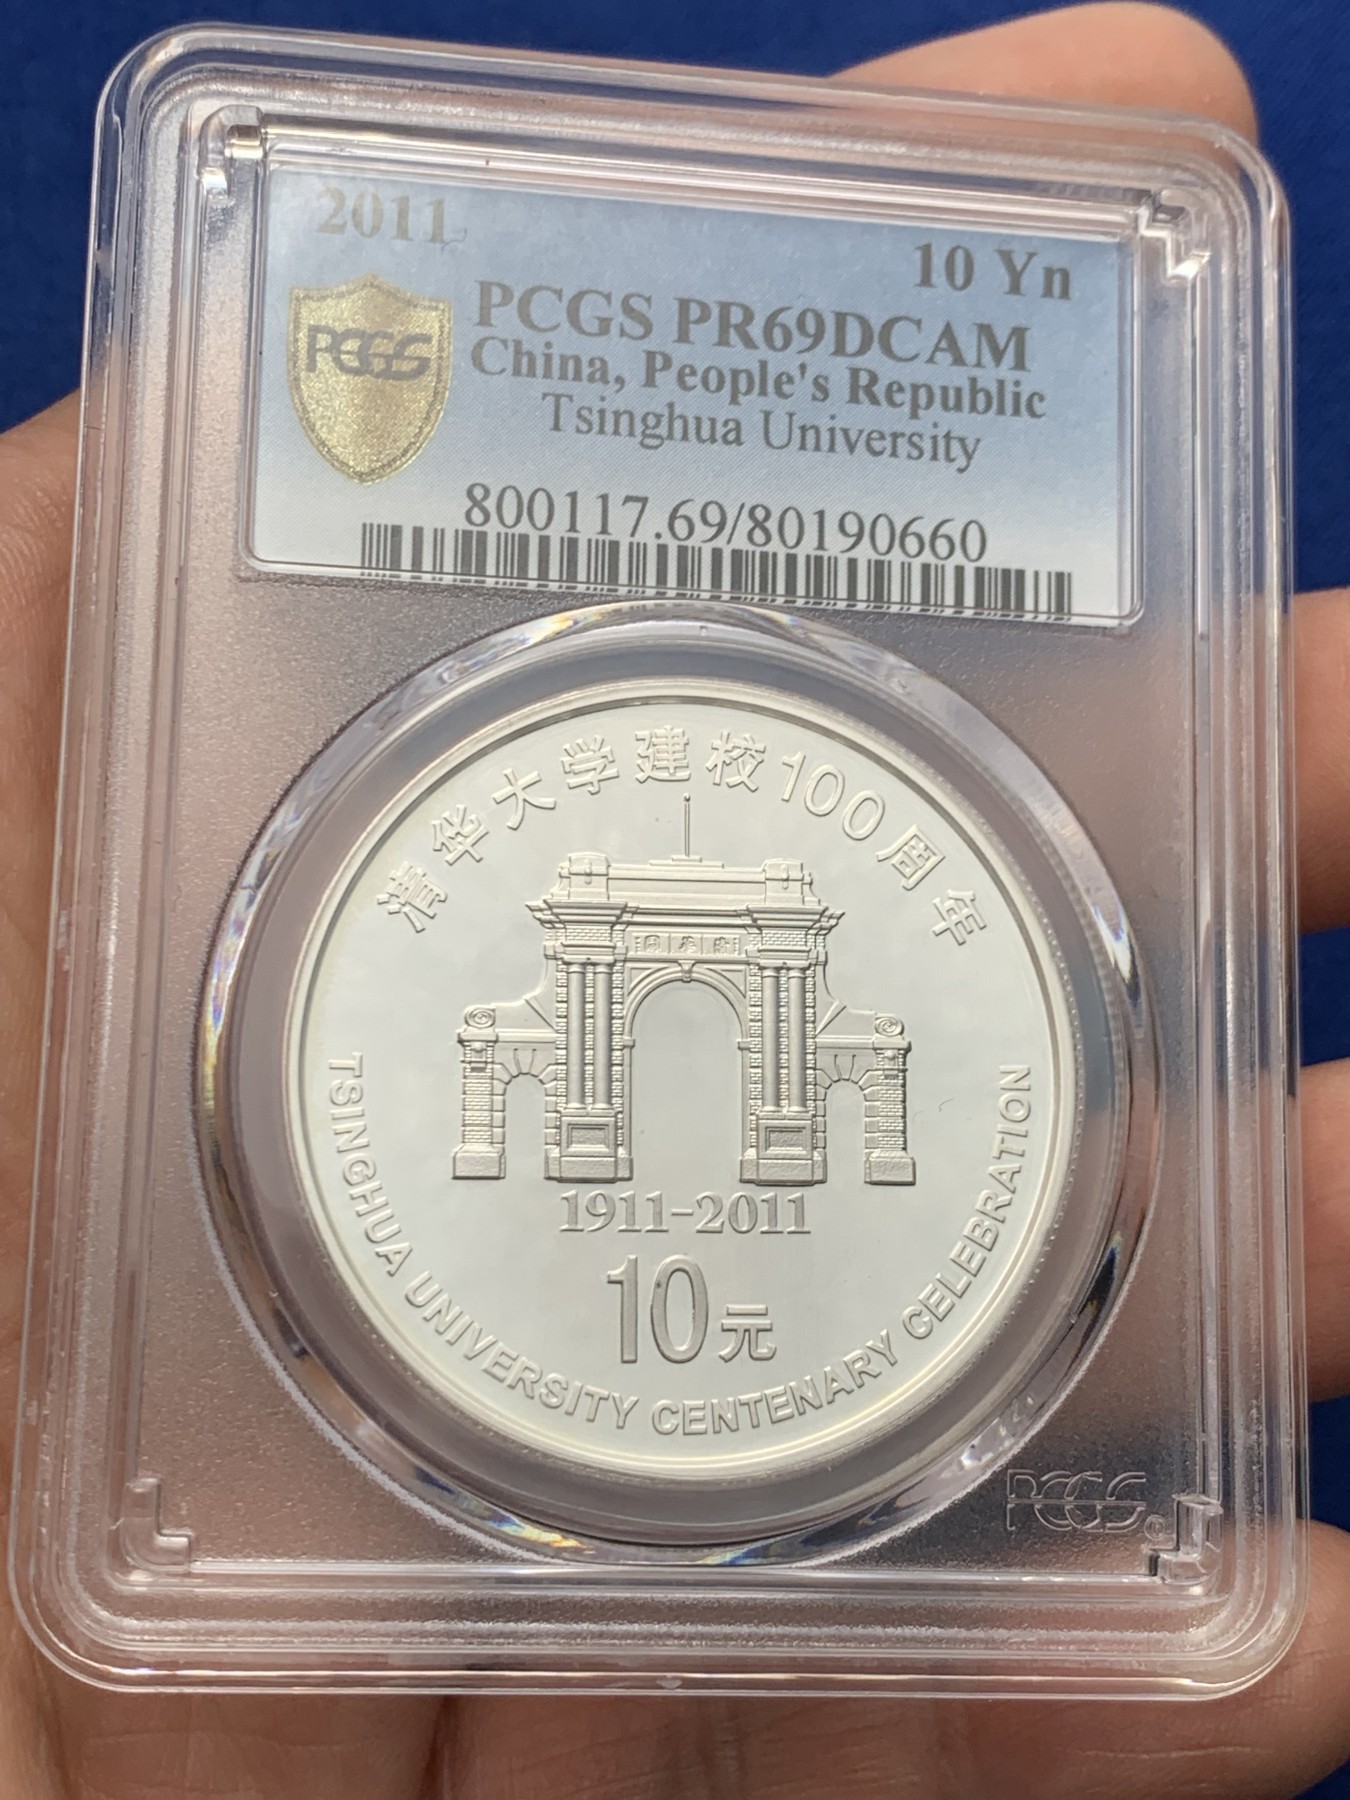 2011
10 Yn
PCGS
PCGS PR69DCAM
China, People's Republic
Tsinghua University
800117.69/80190660
清华大学建校100周年
1911-2011
10元
TSINGHUA UNIVERSITY CENTENARY CELEBRATION
PCGS